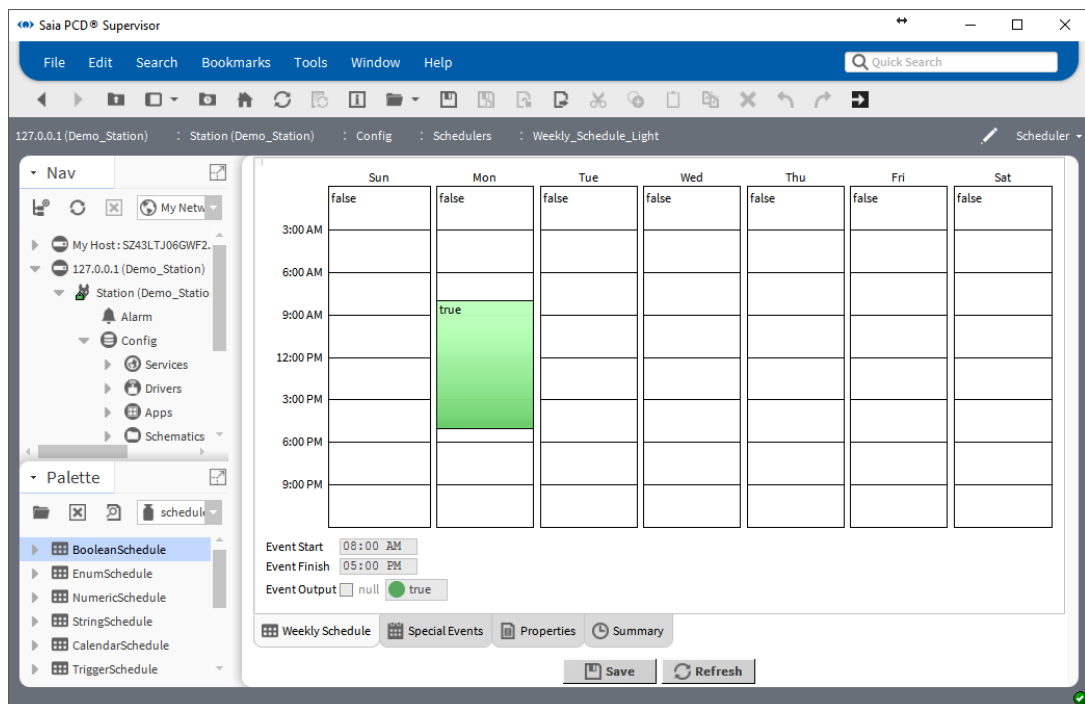 Saia PCD® Supervisor
File Edit Search Bookmarks Tools Window Help Quick Search
127.0.0.1 (Demo_Station) : Station (Demo_Station) : Config : Schedulers : Weekly_Schedule_Light Scheduler
Nav
My Netw
My Host : SZ43LTJ06GWF2.
127.0.0.1 (Demo_Station)
Station (Demo_Statio
Alarm
Config
Services
Drivers
Apps
Schematics
Palette
schedule
BooleanSchedule
EnumSchedule
NumericSchedule
StringSchedule
CalendarSchedule
TriggerSchedule
Sun Mon Tue Wed Thu Fri Sat
false false false false false false false
3:00 AM
6:00 AM
9:00 AM
true
12:00 PM
3:00 PM
6:00 PM
9:00 PM
Event Start 08:00 AM
Event Finish 05:00 PM
Event Output null true
Weekly Schedule Special Events Properties Summary
Save Refresh